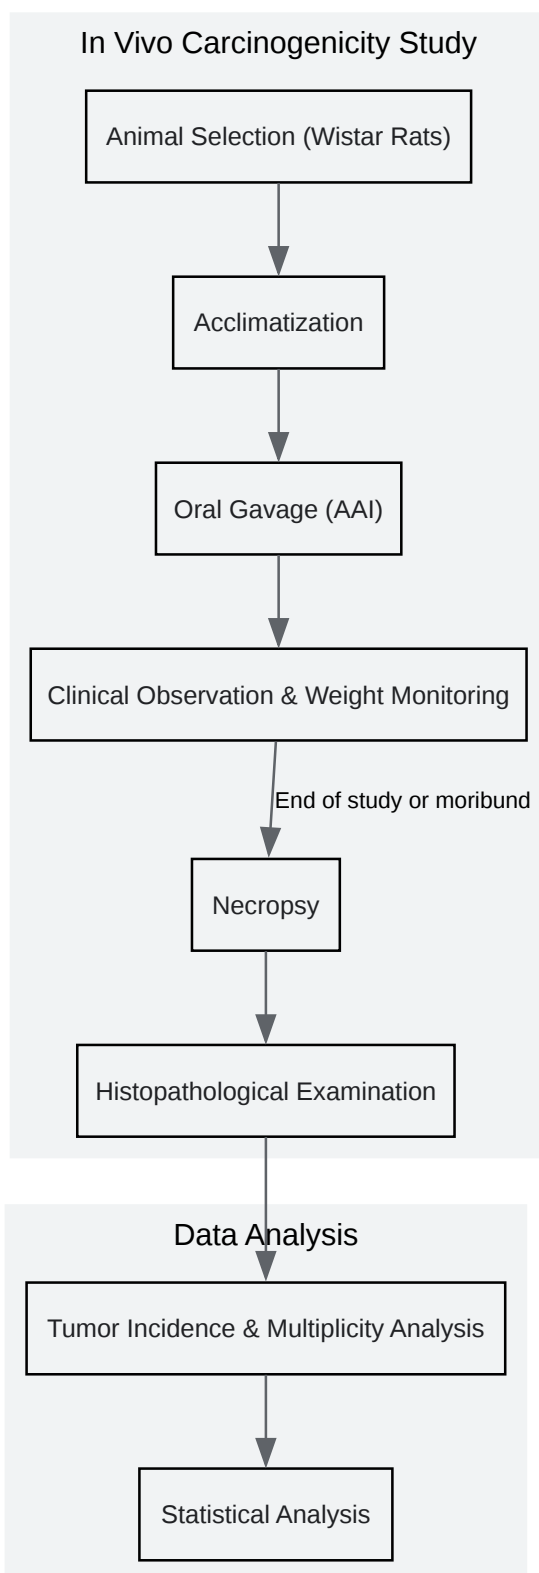 In Vivo Carcinogenicity Study
Animal Selection (Wistar Rats)
Acclimatization
Oral Gavage (AAI)
Clinical Observation & Weight Monitoring
End of study or moribund
Necropsy
Histopathological Examination
Data Analysis
Tumor Incidence & Multiplicity Analysis
Statistical Analysis